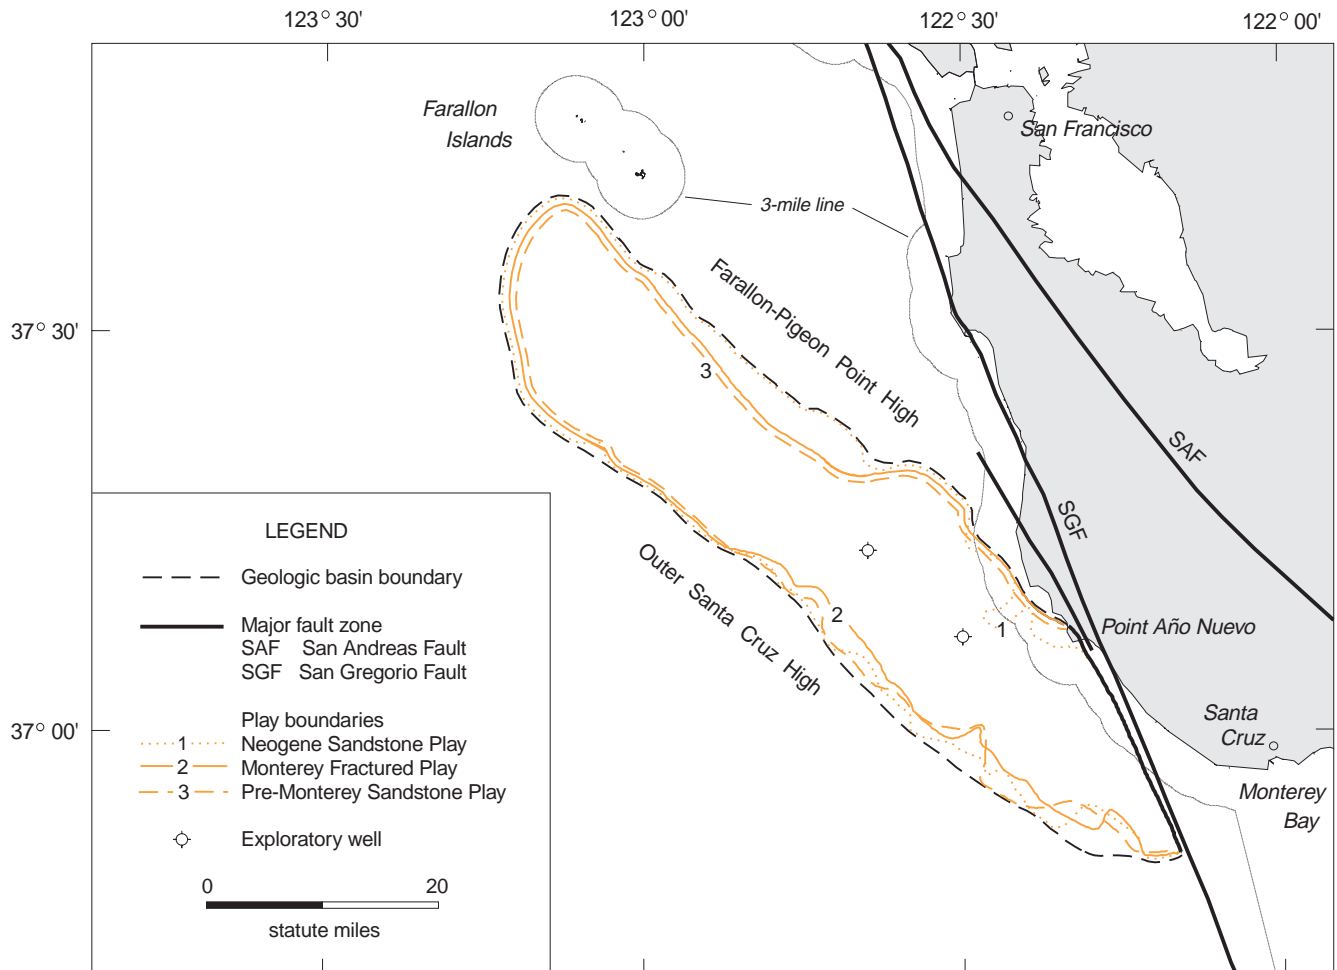 123° 30'
123° 00'
122° 30'
122° 00'
Farallon
Islands
San Francisco
3-mile line
Farallon-Pigeon Point High
37° 30'
3
SAF
SGF
LEGEND
Geologic basin boundary
Major fault zone
SAF San Andreas Fault
SGF San Gregorio Fault
Play boundaries
1 Neogene Sandstone Play
2 Monterey Fractured Play
3 Pre-Monterey Sandstone Play
Exploratory well
0 20
statute miles
Outer Santa Cruz High
2
1
Point Año Nuevo
37° 00'
Santa
Cruz
Monterey
Bay